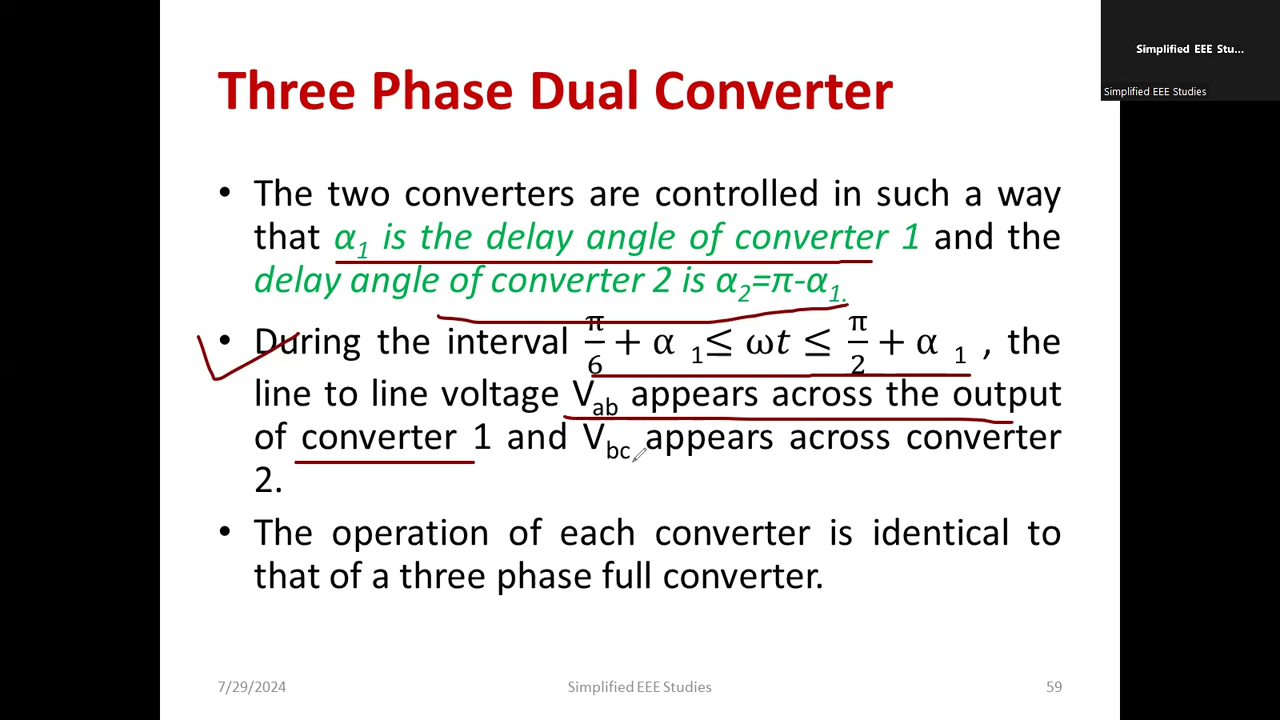 Simplified EEE Stu...
Simplified EEE Studies
Three Phase Dual Converter
• The two converters are controlled in such a way
that α₁ is the delay angle of converter 1 and the
delay angle of converter 2 is α₂=π-α₁.
• During the interval π/6 + α ₁≤ ωt ≤ π/2 + α ₁ , the
line to line voltage Vab appears across the output
of converter 1 and Vbc appears across converter
2.
• The operation of each converter is identical to
that of a three phase full converter.
7/29/2024
Simplified EEE Studies
59